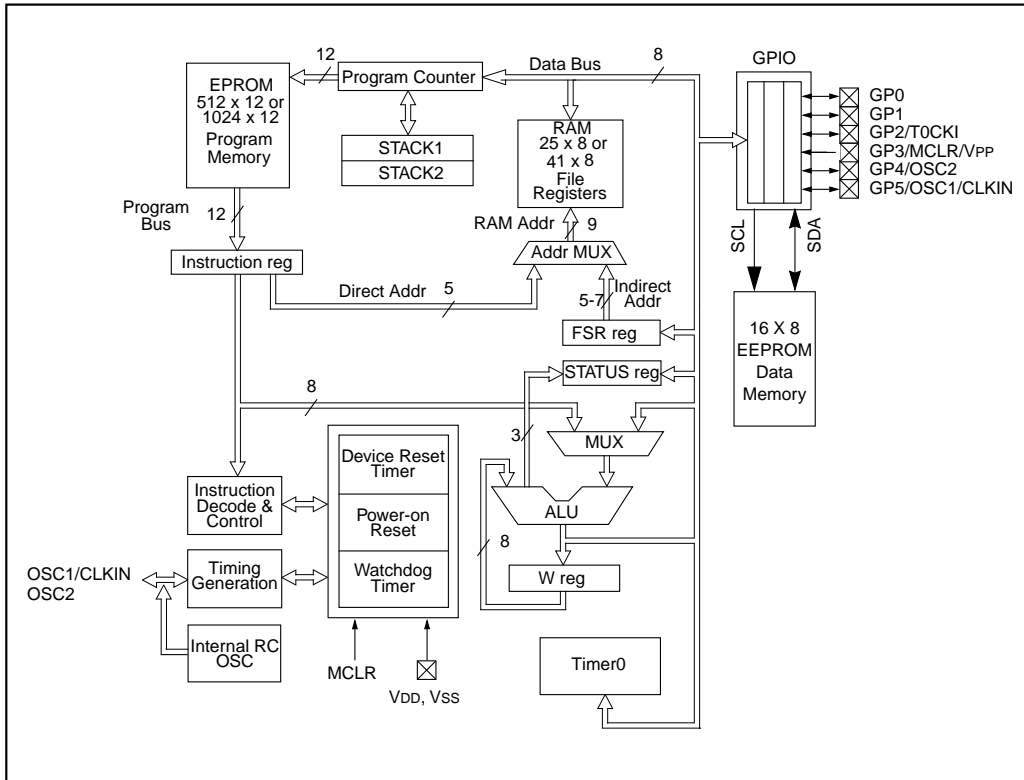 12
EPROM
512 x 12 or
1024 x 12
Program
Memory
Program Counter
STACK1
STACK2
Data Bus
8
RAM
25 x 8 or
41 x 8
File
Registers
GPIO
GP0
GP1
GP2/T0CKI
GP3/MCLR/VPP
GP4/OSC2
GP5/OSC1/CLKIN
SCL
SDA
16 X 8
EEPROM
Data
Memory
Program
Bus
12
RAM Addr
9
Addr MUX
Instruction reg
Direct Addr
5
5-7
Indirect
Addr
FSR reg
STATUS reg
8
3
MUX
Device Reset
Timer
Power-on
Reset
Watchdog
Timer
Instruction
Decode &
Control
ALU
8
W reg
OSC1/CLKIN
OSC2
Timing
Generation
Internal RC
OSC
MCLR
VDD, VSS
Timer0